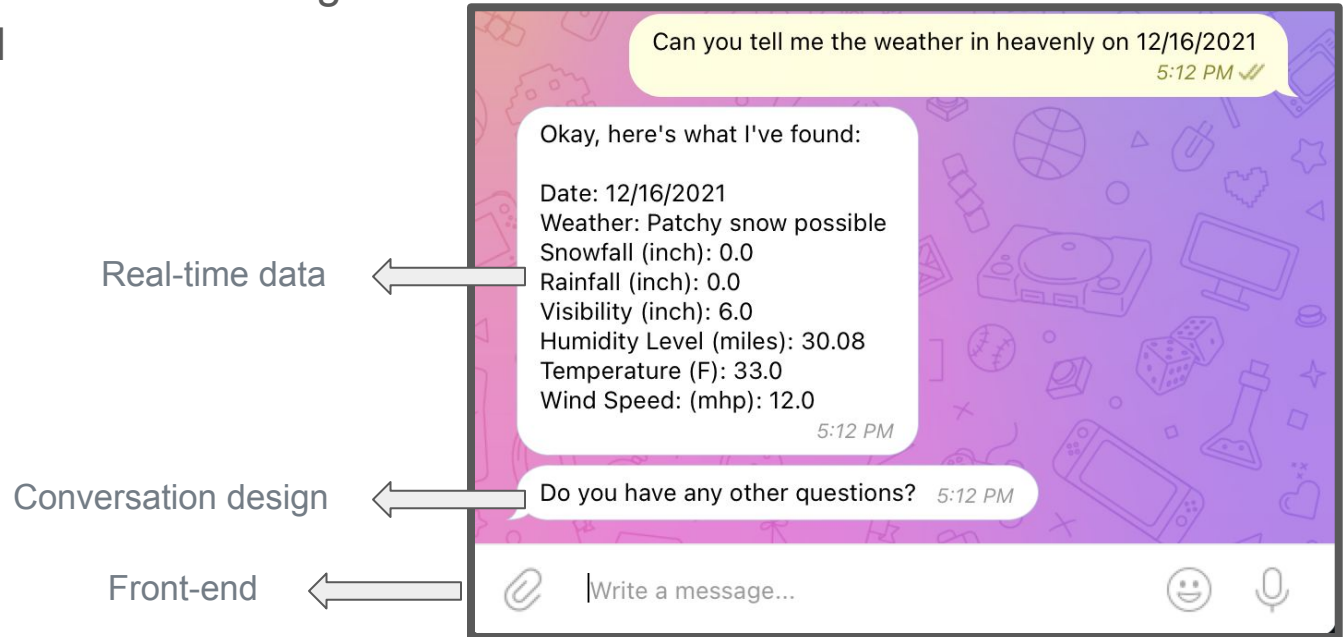 Can you tell me the weather in heavenly on 12/16/2021
5:12 PM
Okay, here's what I've found:
Date: 12/16/2021
Weather: Patchy snow possible
Snowfall (inch): 0.0
Real-time data
Rainfall (inch): 0.0
Visibility (inch): 6.0
Humidity Level (miles): 30.08
Temperature (F): 33.0
Wind Speed: (mhp): 12.0
5:12 PM
Conversation design
Do you have any other questions? 5:12 PM
Front-end
Write a message...